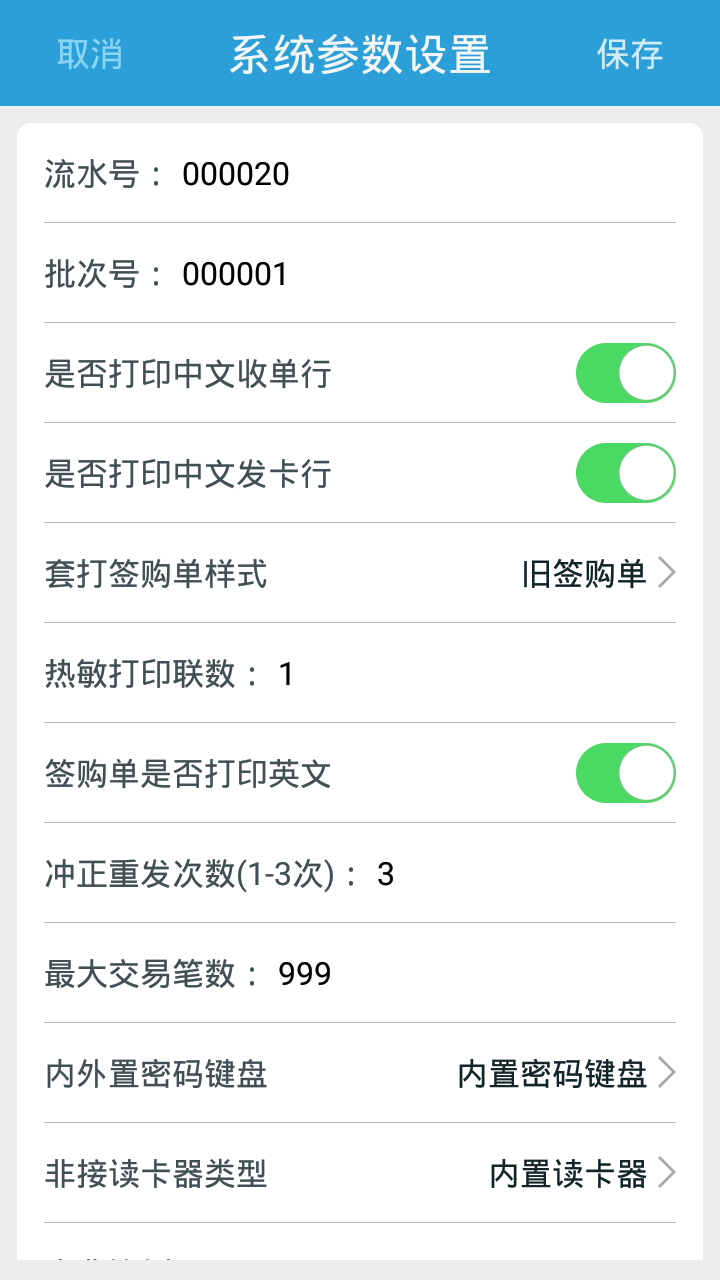 取消 系统参数设置 保存
流水号： 000020
批次号： 000001
是否打印中文收单行
是否打印中文发卡行
套打签购单样式 旧签购单
热敏打印联数： 1
签购单是否打印英文
冲正重发次数(1-3次)： 3
最大交易笔数： 999
内外置密码键盘 内置密码键盘
非接读卡器类型 内置读卡器